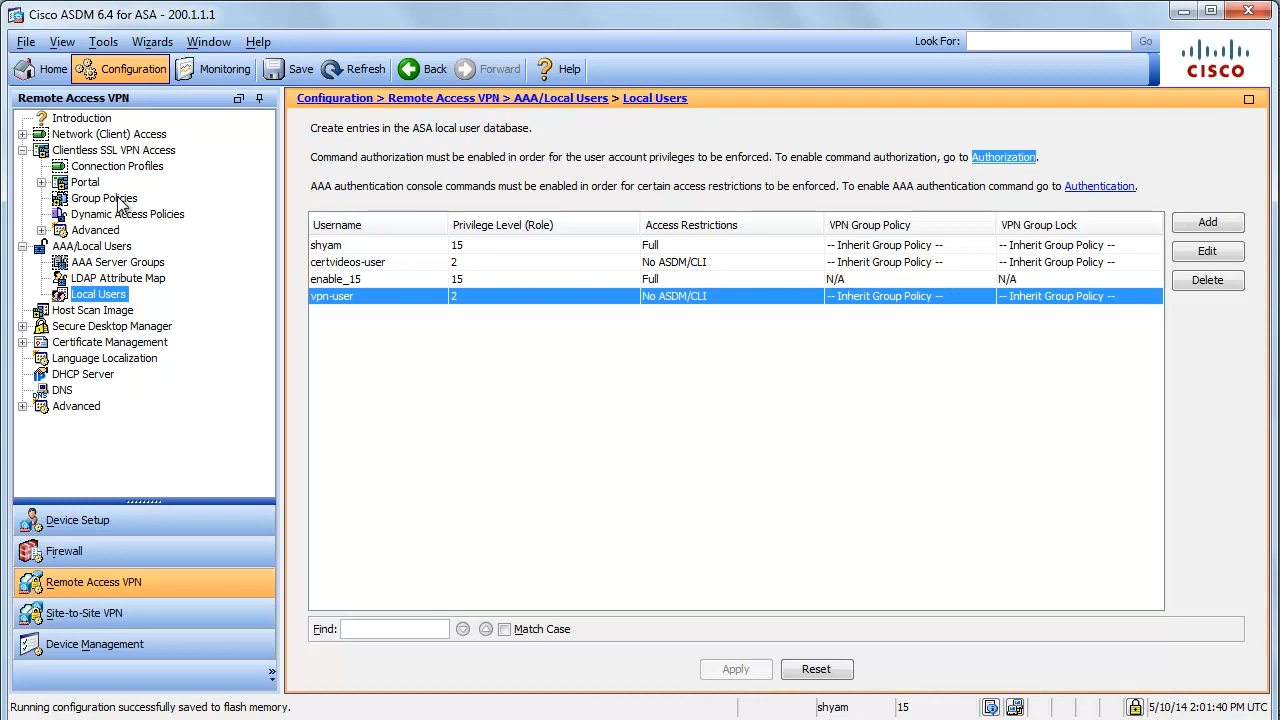 Cisco ASDM 6.4 for ASA - 200.1.1.1
File View Tools Wizards Window Help Look For: Go
Home Configuration Monitoring Save Refresh Back Forward Help
CISCO
Remote Access VPN
Introduction
Network (Client) Access
Clientless SSL VPN Access
Connection Profiles
Portal
Group Policies
Dynamic Access Policies
Advanced
AAA/Local Users
AAA Server Groups
LDAP Attribute Map
Local Users
Host Scan Image
Secure Desktop Manager
Certificate Management
Language Localization
DHCP Server
DNS
Advanced
Device Setup
Firewall
Remote Access VPN
Site-to-Site VPN
Device Management
Configuration > Remote Access VPN > AAA/Local Users > Local Users
Create entries in the ASA local user database.
Command authorization must be enabled in order for the user account privileges to be enforced. To enable command authorization, go to Authorization.
AAA authentication console commands must be enabled in order for certain access restrictions to be enforced. To enable AAA authentication command go to Authentication.
Username Privilege Level (Role) Access Restrictions VPN Group Policy VPN Group Lock
shyam 15 Full -- Inherit Group Policy -- -- Inherit Group Policy --
certvideos-user 2 No ASDM/CLI -- Inherit Group Policy -- -- Inherit Group Policy --
enable_15 15 Full N/A N/A
vpn-user 2 No ASDM/CLI -- Inherit Group Policy -- -- Inherit Group Policy --
Add
Edit
Delete
Find: Match Case
Apply Reset
Running configuration successfully saved to flash memory. shyam 15 5/10/14 2:01:40 PM UTC